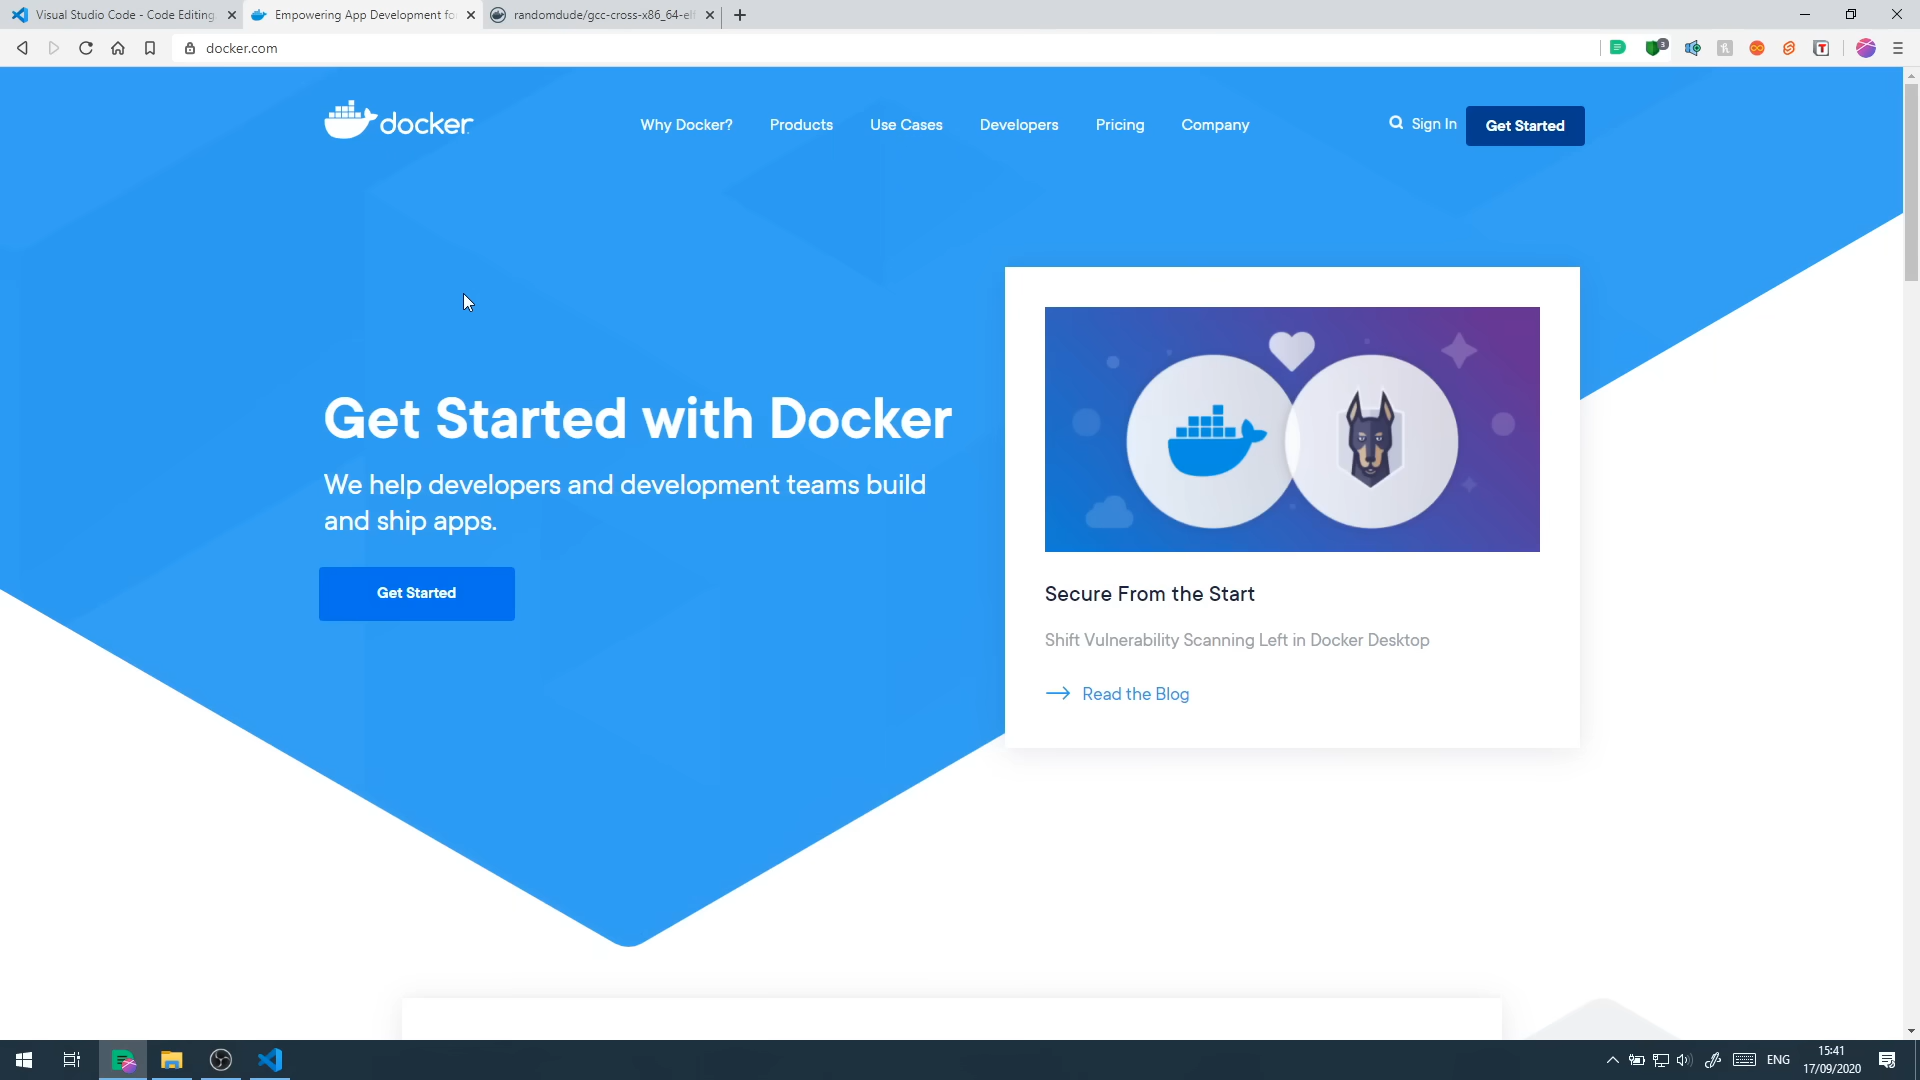 Visual Studio Code - Code Editing
Empowering App Development fo
randomdude/gcc-cross-x86_64-elf
docker.com
3
docker
Why Docker?
Products
Use Cases
Developers
Pricing
Company
Sign In
Get Started
Get Started with Docker
We help developers and development teams build
and ship apps.
Get Started
Secure From the Start
Shift Vulnerability Scanning Left in Docker Desktop
Read the Blog
ENG
15:41
17/09/2020